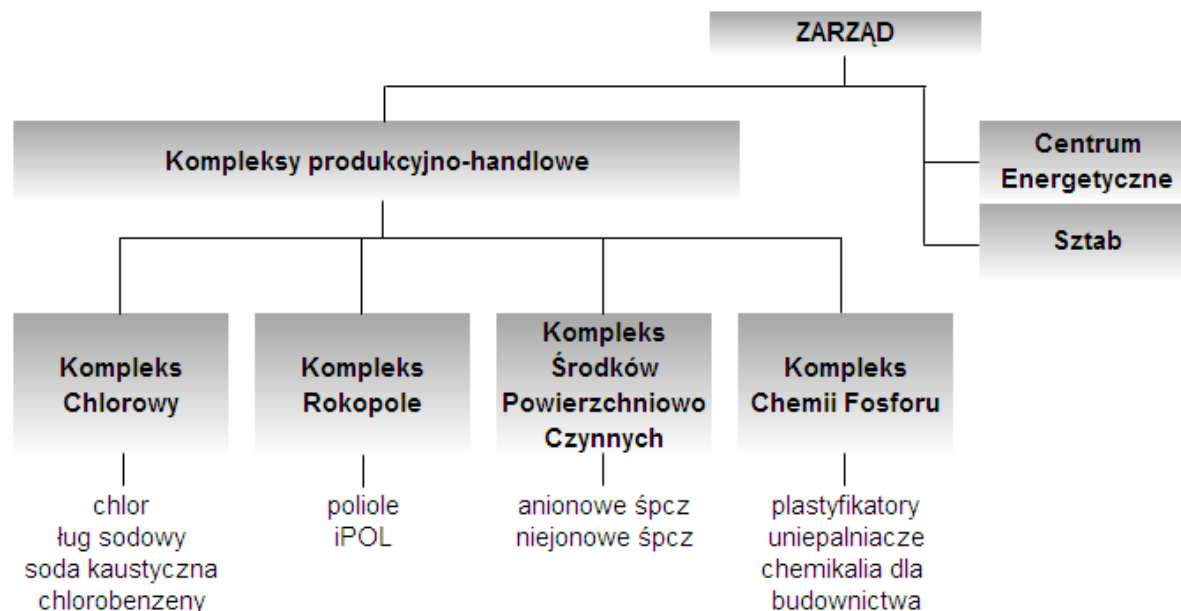 ZARZĄD
Kompleksy produkcyjno-handlowe
Centrum
Energetyczne
Sztab
Kompleks
Chlorowy
Kompleks
Rokopole
Kompleks
Środków
Powierzchniowo
Czynnych
Kompleks
Chemii Fosforu
chlor
ług sodowy
soda kaustyczna
chlorobenzeny
poliole
iPOL
anionowe śpcz
niejonowe śpcz
plastyfikatory
uniepalniacze
chemikalia dla
budownictwa